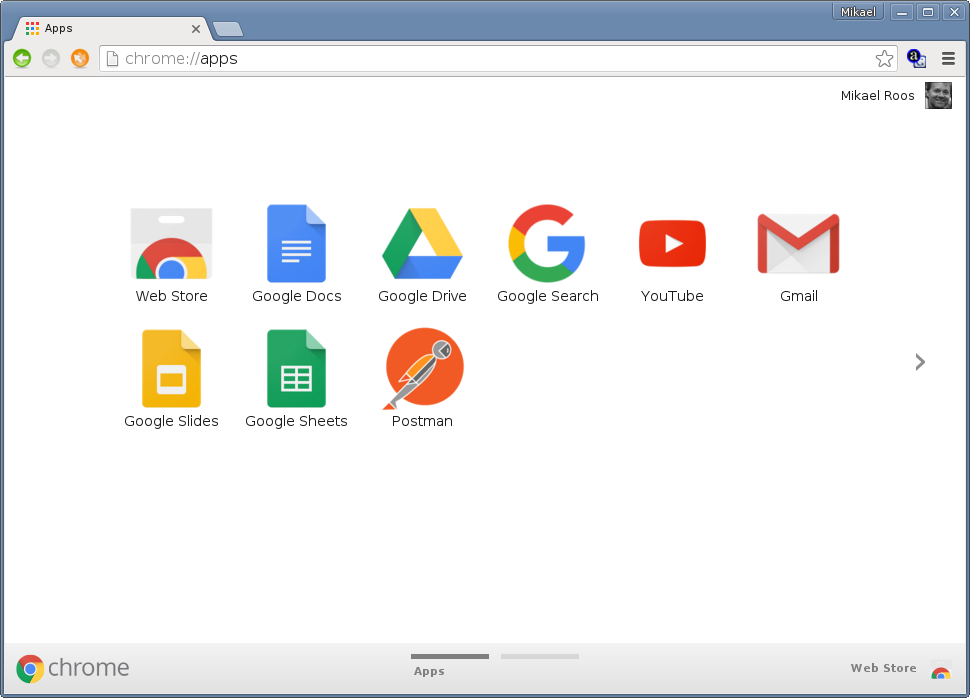 Mikael
Apps
chrome://apps
a
Mikael Roos
Web Store Google Docs Google Drive Google Search YouTube Gmail
Google Slides Google Sheets Postman
chrome
Apps
Web Store